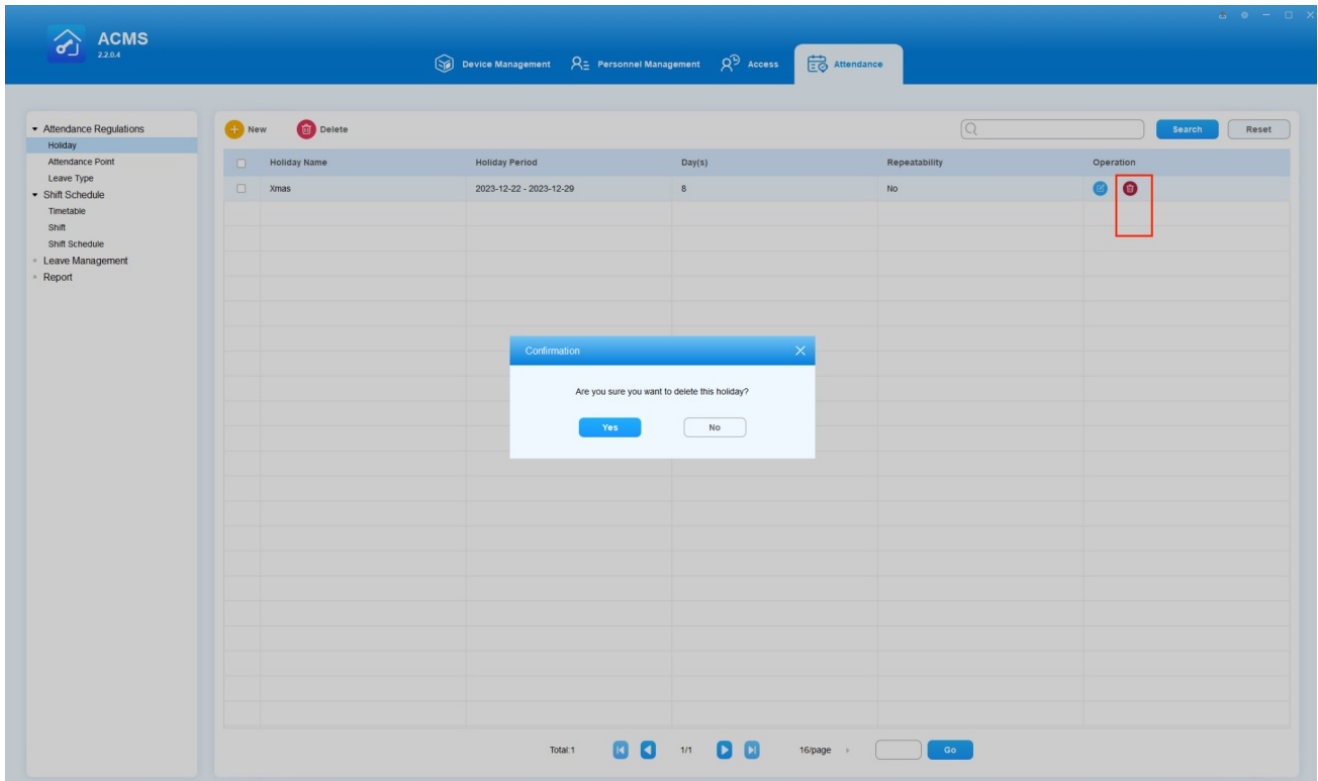 ACMS
2.2.0.4
Device Management
Personnel Management
Access
Attendance
Attendance Regulations
Holiday
Attendance Point
Leave Type
Shift Schedule
Timetable
Shift
Shift Schedule
Leave Management
Report
New
Delete
Search
Reset
Holiday Name Holiday Period Day(s) Repeatability Operation
Xmas 2023-12-22 - 2023-12-29 8 No
Confirmation
Are you sure you want to delete this holiday?
Yes No
Total:1 1/1 16/page Go